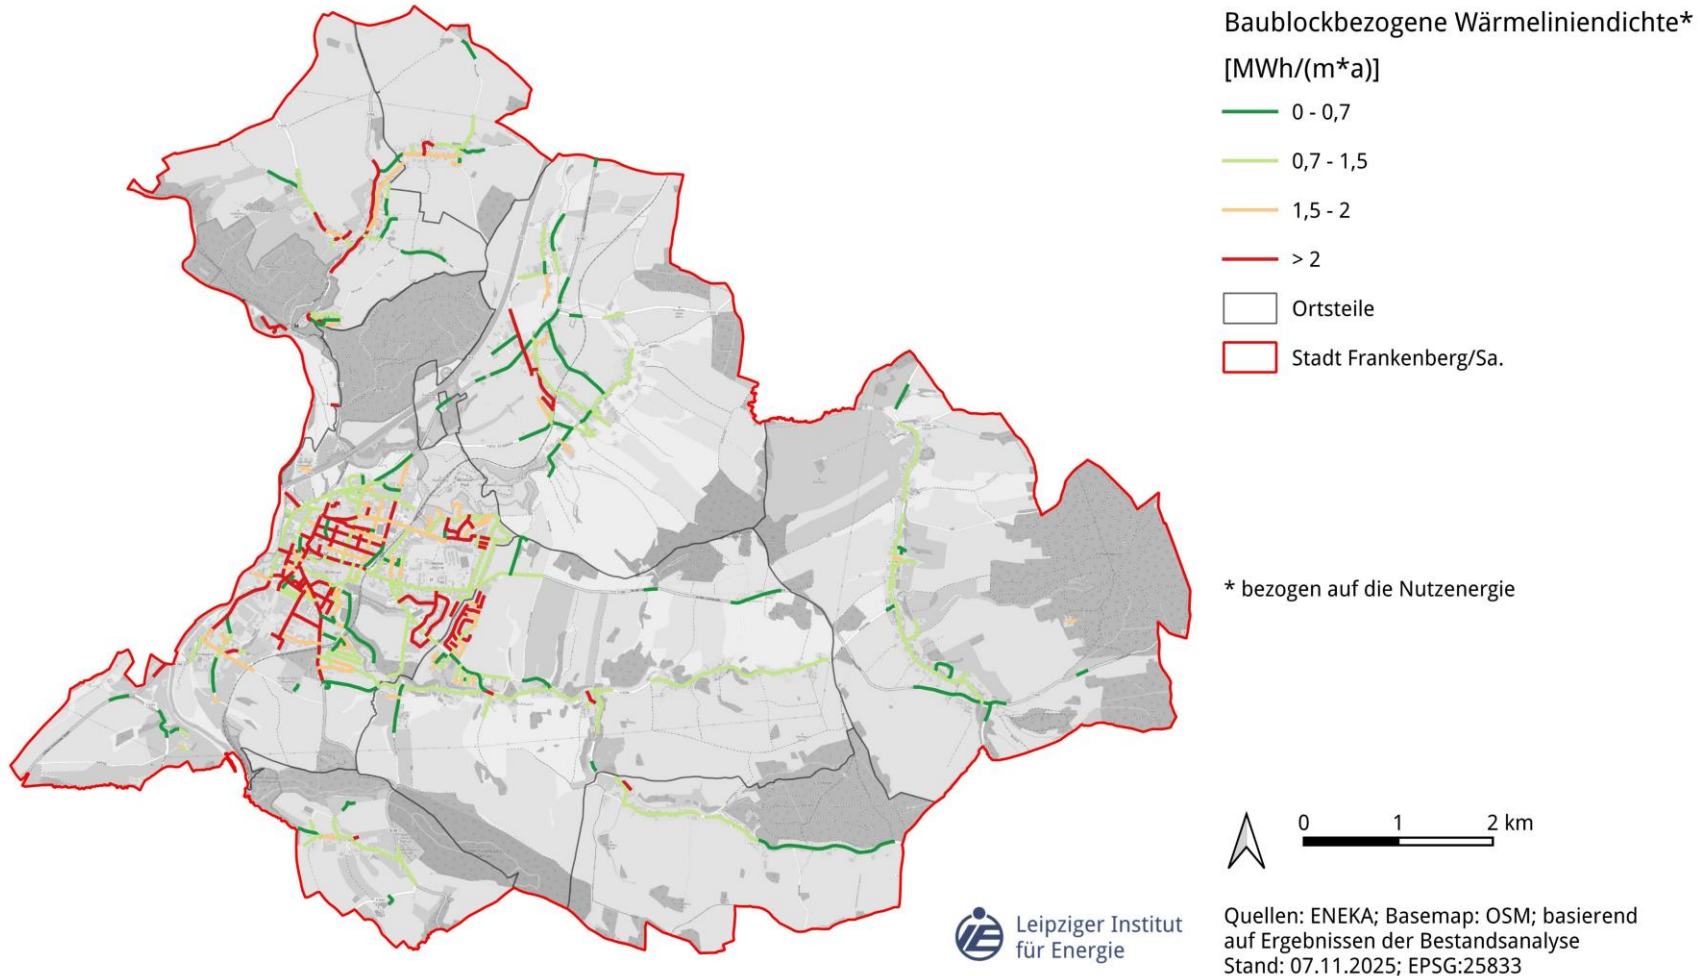 Baublockbezogene Wärmeliniendichte*
[MWh/(m*a)]
0 - 0,7
0,7 - 1,5
1,5 - 2
> 2
Ortsteile
Stadt Frankenberg/Sa.
* bezogen auf die Nutzenergie
0 1 2 km
Leipziger Institut
für Energie
Quellen: ENEKA; Basemap: OSM; basierend
auf Ergebnissen der Bestandsanalyse
Stand: 07.11.2025; EPSG:25833